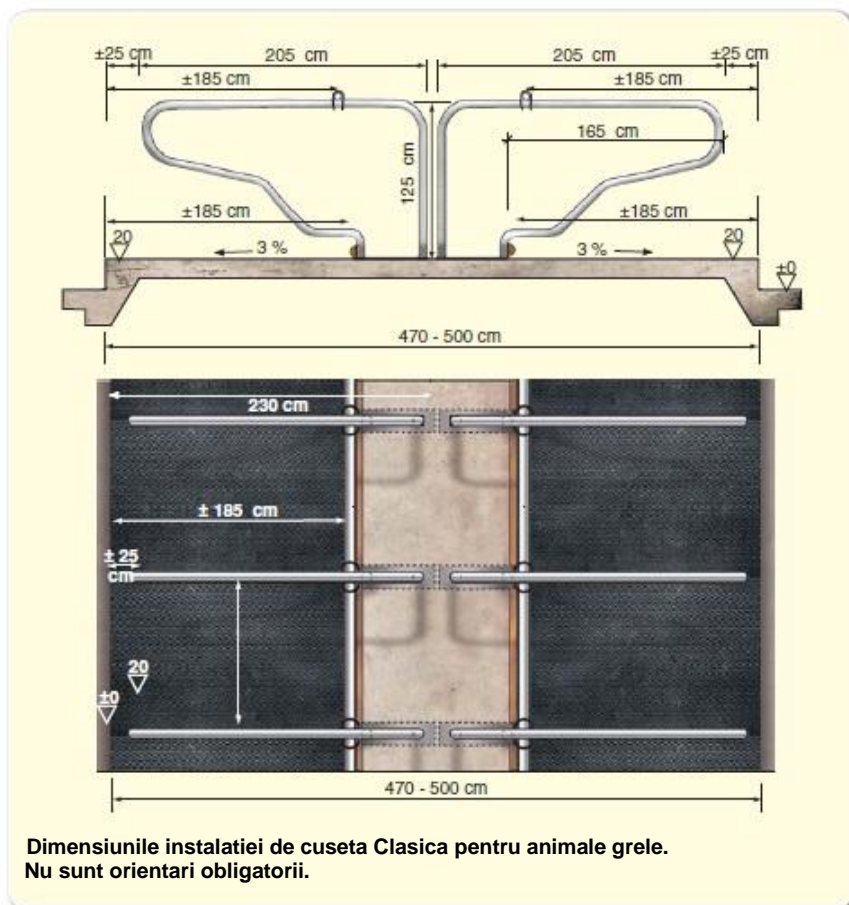 ±25 cm 205 cm 205 cm ±25 cm
±185 cm ±185 cm
165 cm
125 cm
±185 cm ±185 cm
20 3 % 3 % 20
±0
470 - 500 cm
230 cm
± 185 cm
± 25
cm
20
±0
470 - 500 cm
Dimensiunile instalatiei de cuseta Clasica pentru animale grele.
Nu sunt orientari obligatorii.